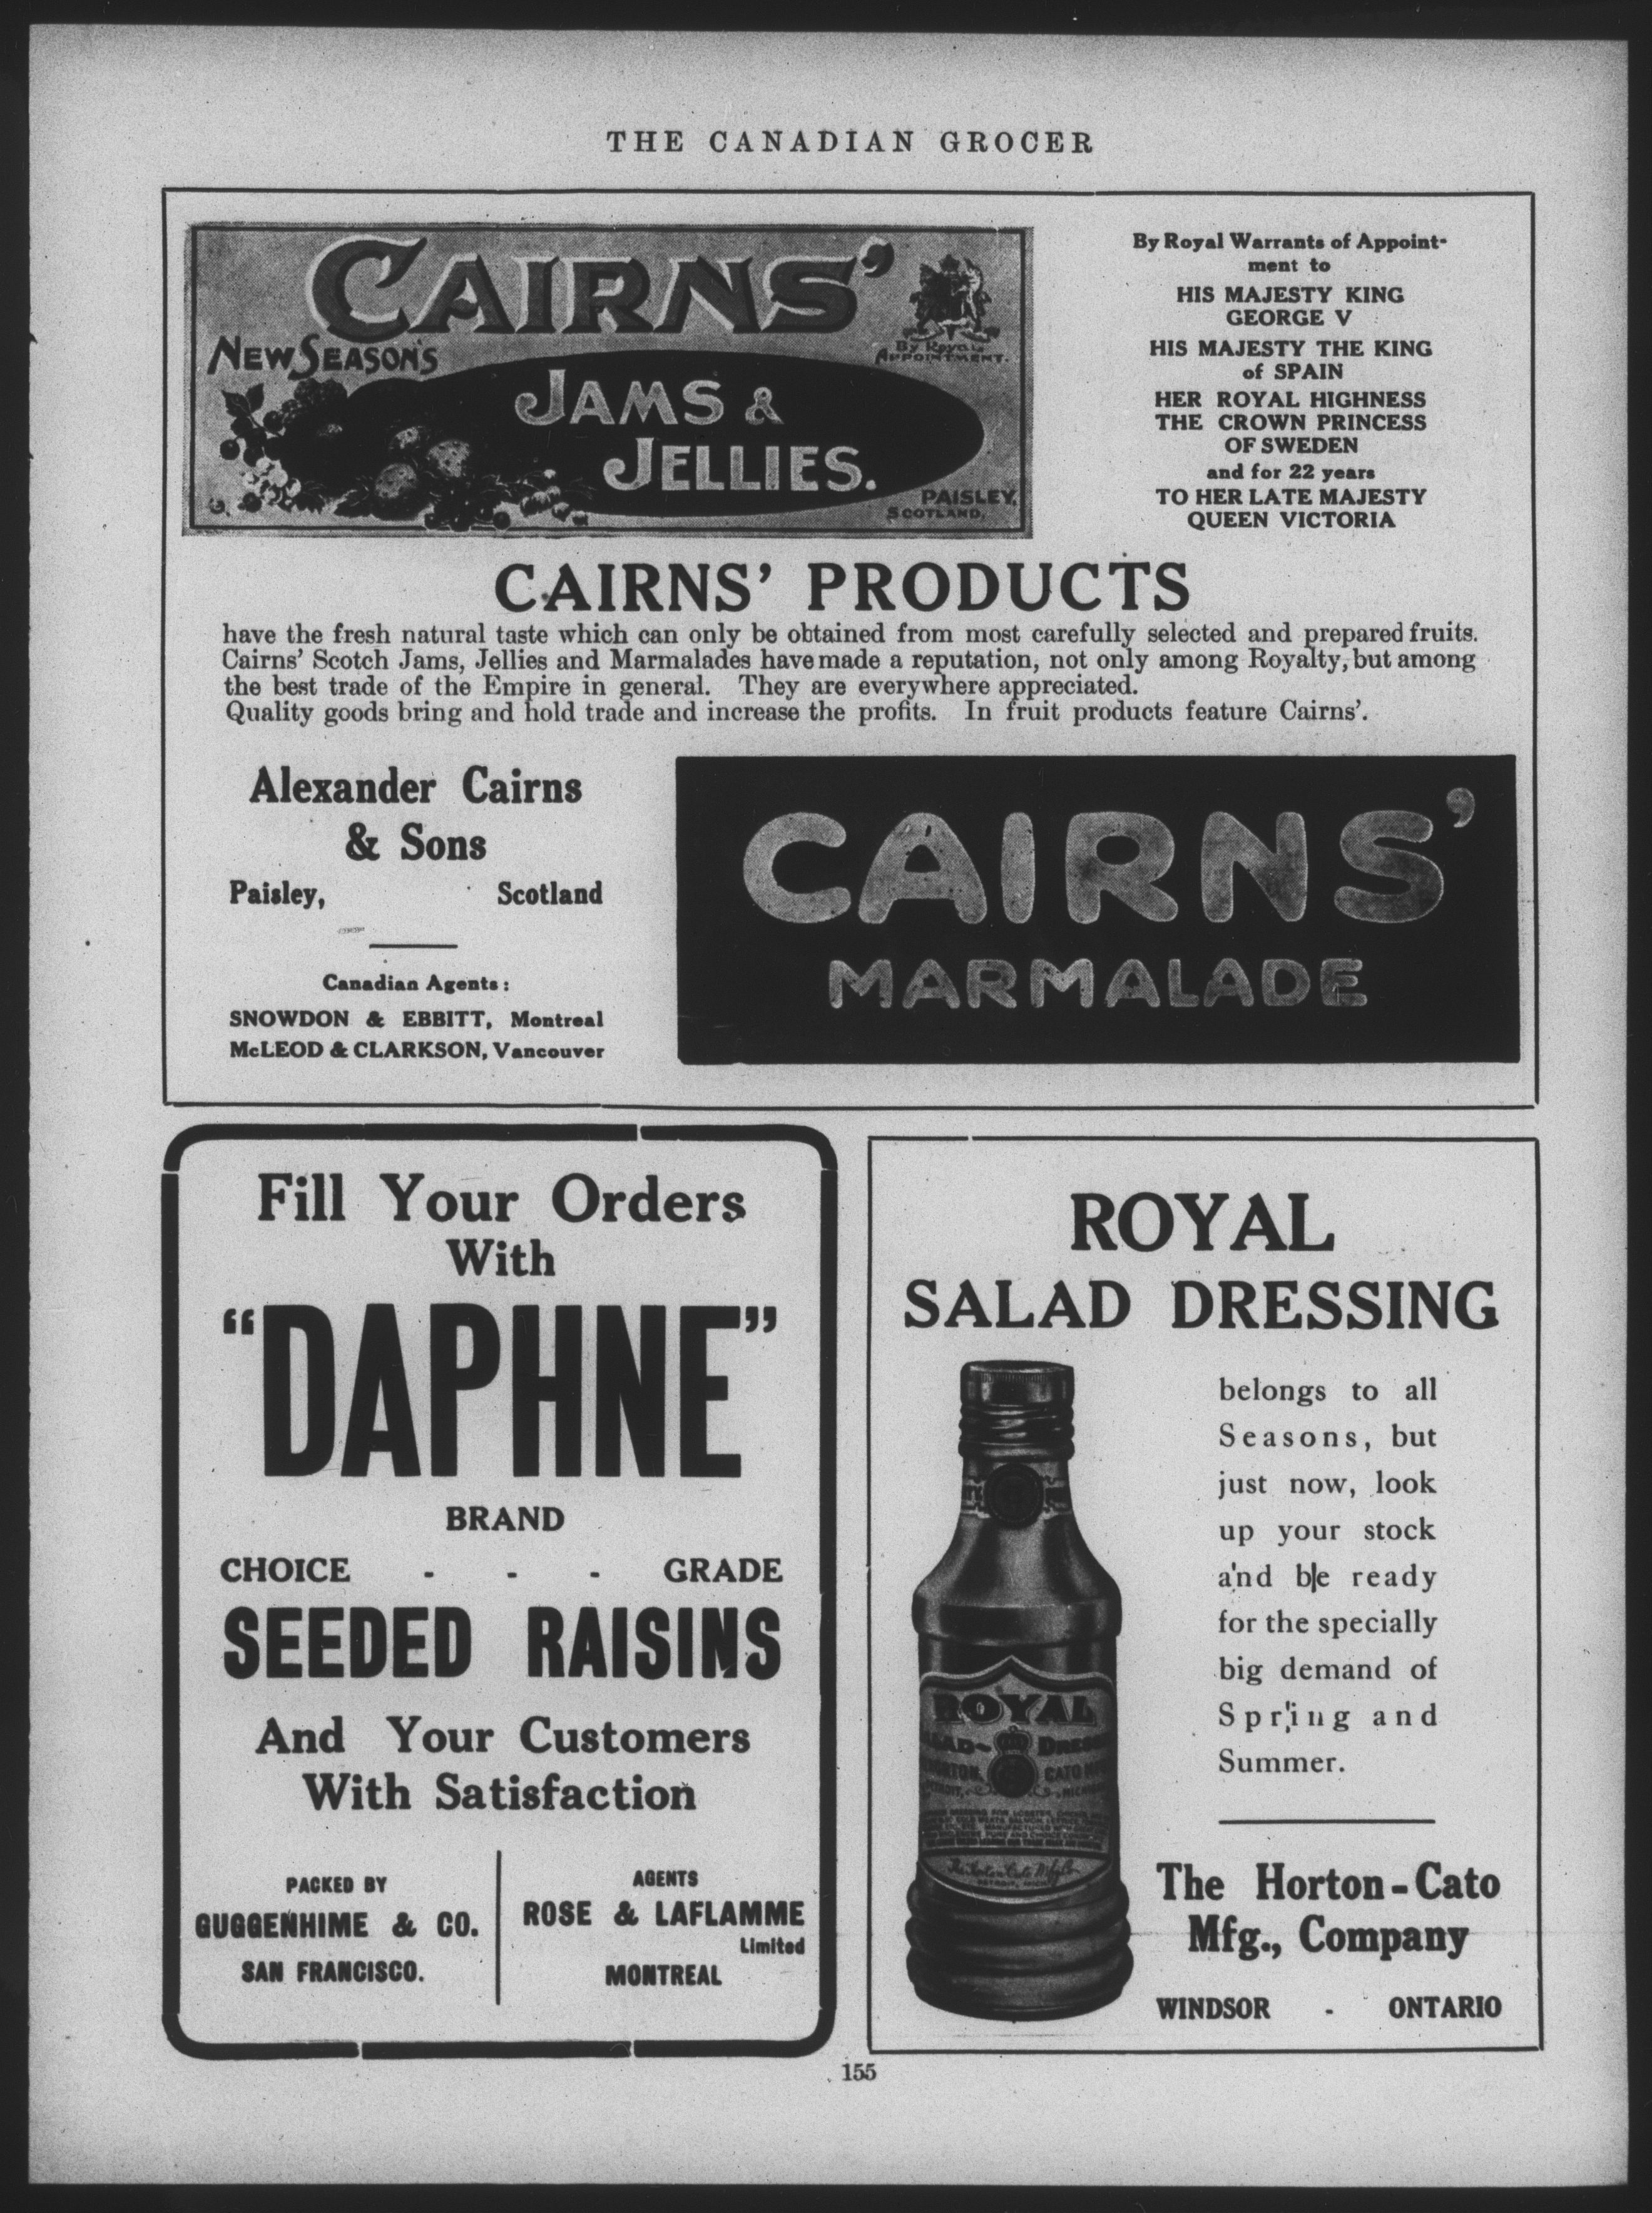 THE CANADIAN GROCER
CAIRNS'
NEW SEASON'S
By Royal
APPOINTMENT.
JAMS &
JELLIES.
PAISLEY,
SCOTLAND,
By Royal Warrants of Appoint-
ment to
HIS MAJESTY KING
GEORGE V
HIS MAJESTY THE KING
of SPAIN
HER ROYAL HIGHNESS
THE CROWN PRINCESS
OF SWEDEN
and for 22 years
TO HER LATE MAJESTY
QUEEN VICTORIA
CAIRNS' PRODUCTS
have the fresh natural taste which can only be obtained from most carefully selected and prepared fruits.
Cairns' Scotch Jams, Jellies and Marmalades have made a reputation, not only among Royalty, but among
the best trade of the Empire in general. They are everywhere appreciated.
Quality goods bring and hold trade and increase the profits. In fruit products feature Cairns'.
Alexander Cairns
& Sons
Paisley, Scotland
Canadian Agents:
SNOWDON & EBBITT, Montreal
McLEOD & CLARKSON, Vancouver
CAIRNS'
MARMALADE
Fill Your Orders
With
"DAPHNE"
BRAND
CHOICE - - - GRADE
SEEDED RAISINS
And Your Customers
With Satisfaction
PACKED BY
GUGGENHIME & CO.
SAN FRANCISCO.
AGENTS
ROSE & LAFLAMME
Limited
MONTREAL
ROYAL
SALAD DRESSING
belongs to all
Seasons, but
just now, look
up your stock
and be ready
for the specially
big demand of
Spring and
Summer.
ROYAL
CATO
The Horton-Cato
Mfg., Company
WINDSOR - ONTARIO
155